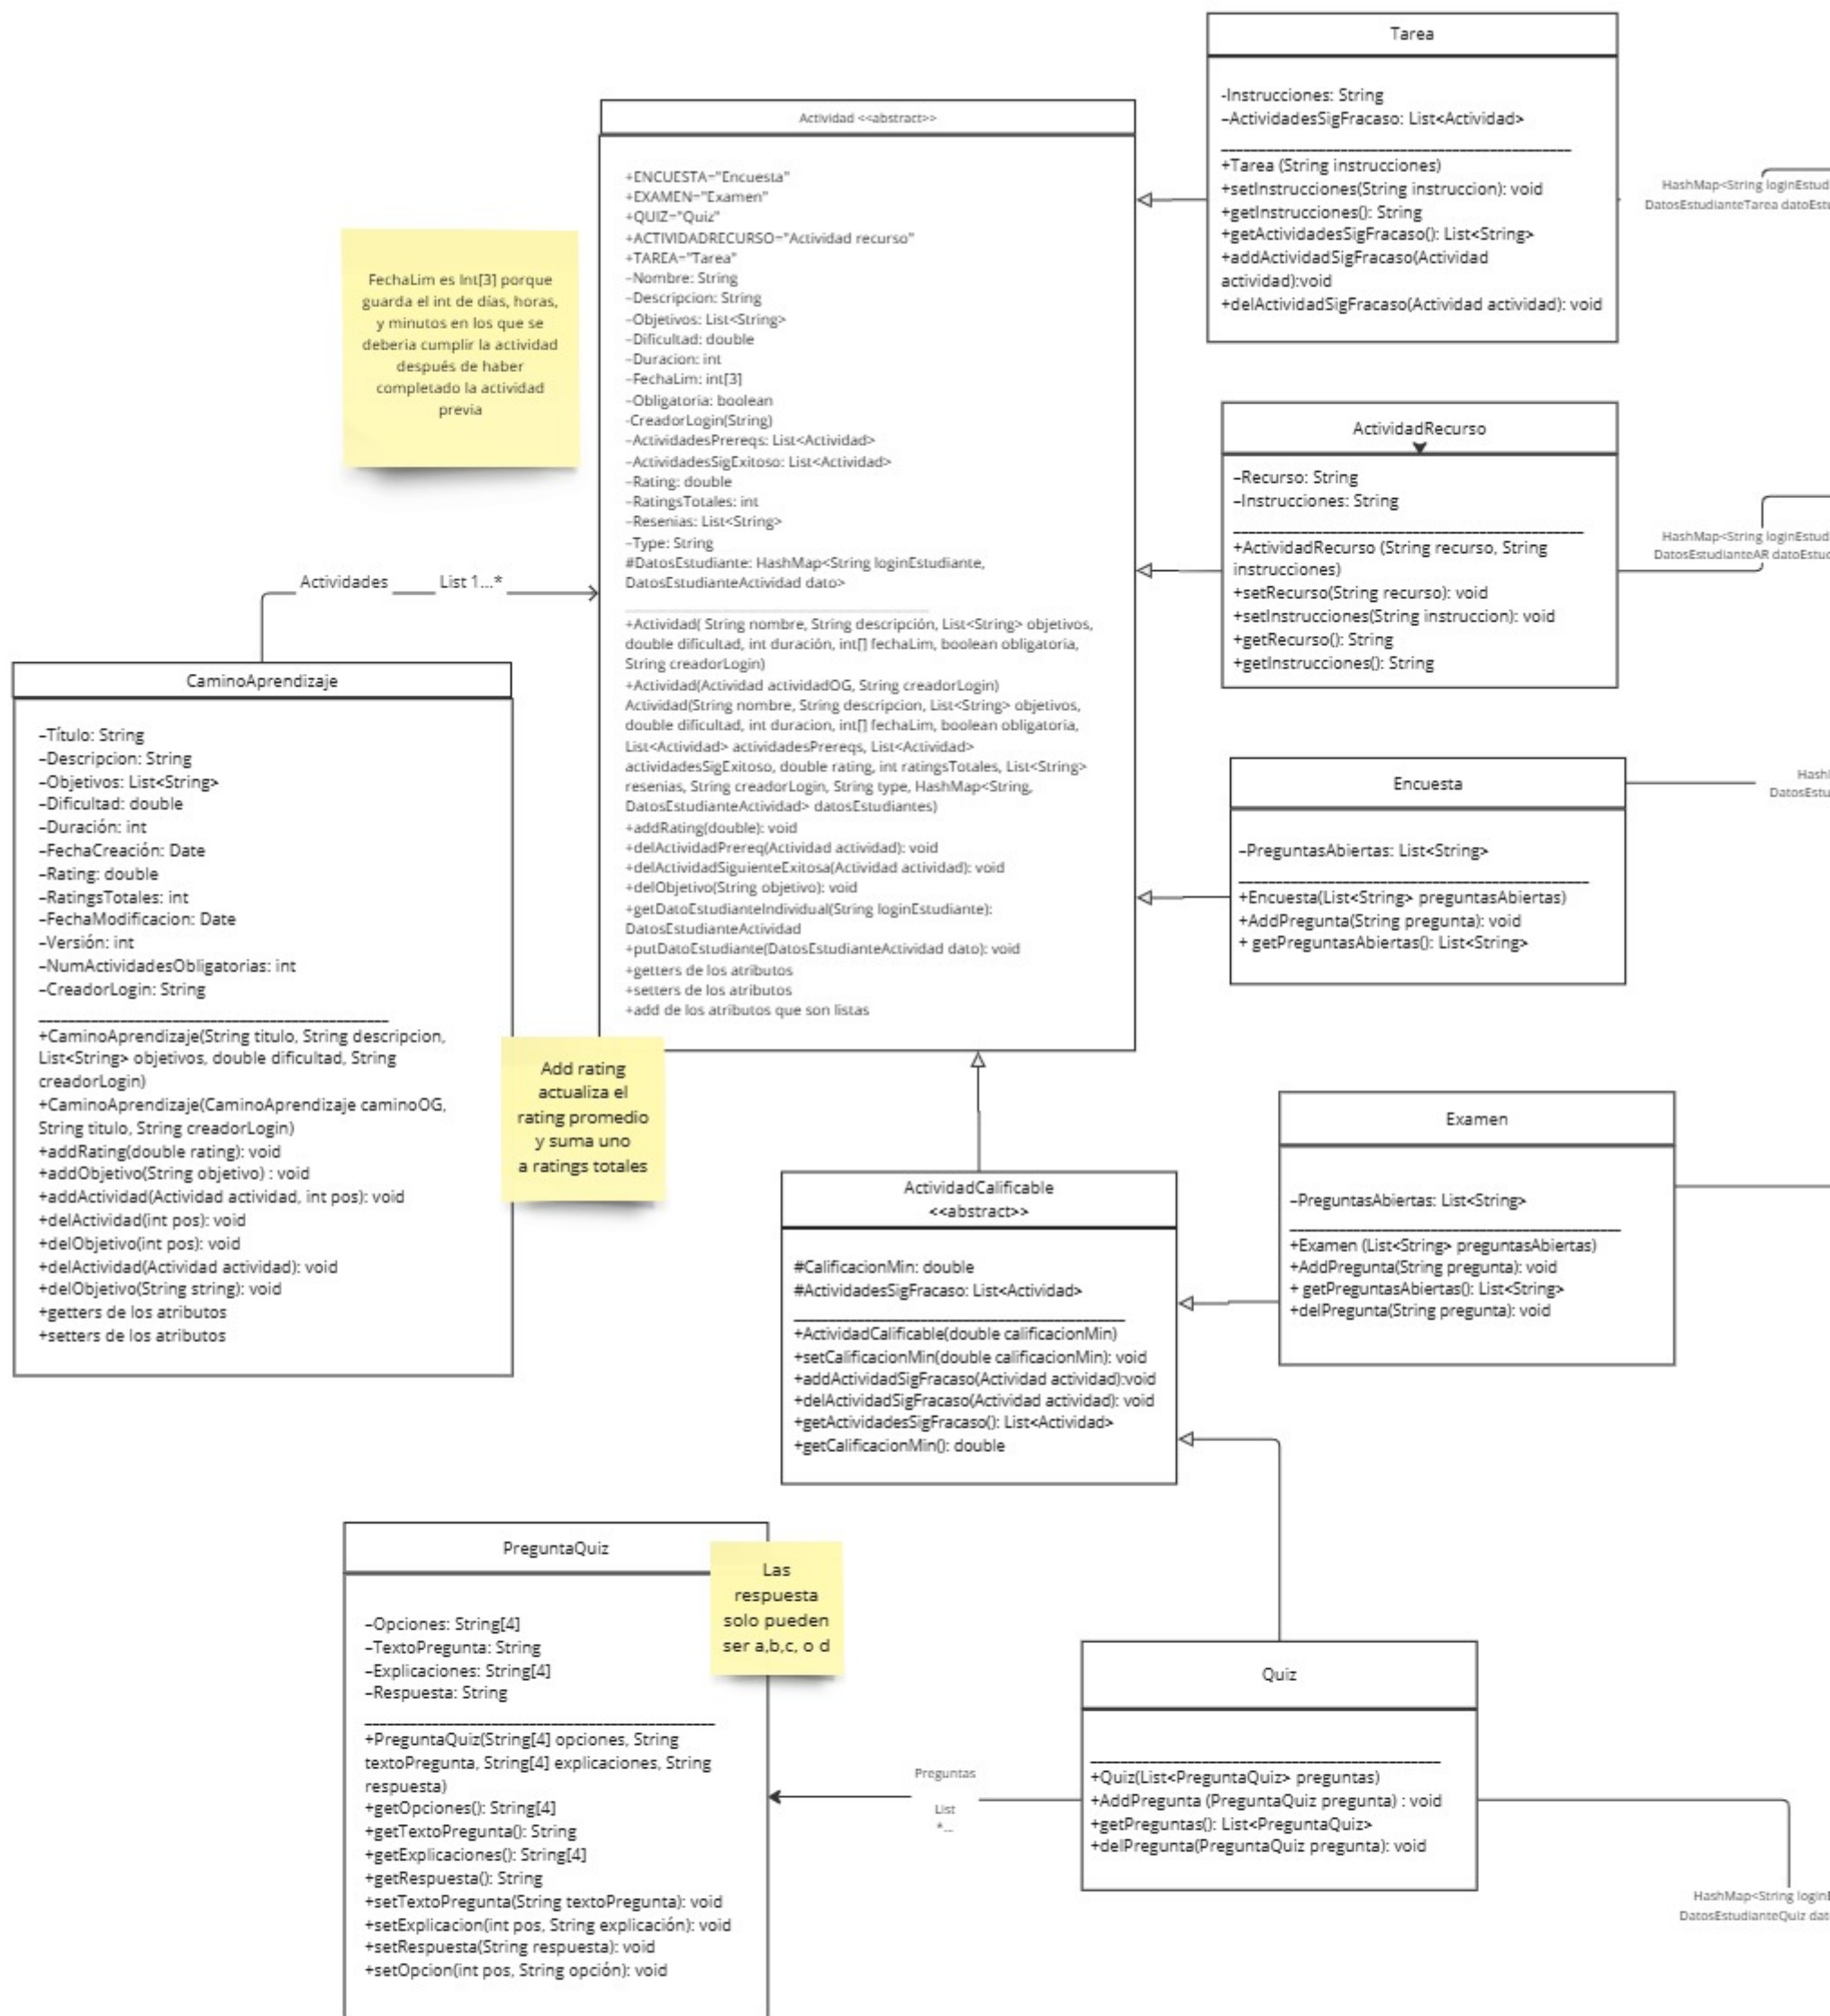 Tarea
-Instrucciones: String
–ActividadesSigFracaso: List<Actividad>
+Tarea (String instrucciones)
+setInstrucciones(String instruccion): void
+getInstrucciones(): String
+getActividadesSigFracaso(): List<String>
+addActividadSigFracaso(Actividad
actividad):void
+delActividadSigFracaso(Actividad actividad): void
HashMap<String loginEstud
DatosEstudianteTarea datoEstu
Actividad <<abstract>>
+ENCUESTA="Encuesta"
+EXAMEN="Examen"
+QUIZ="Quiz"
+ACTIVIDADRECURSO="Actividad recurso"
+TAREA="Tarea"
–Nombre: String
–Descripcion: String
–Objetivos: List<String>
–Dificultad: double
–Duracion: int
–FechaLim: int[3]
–Obligatoria: boolean
-CreadorLogin(String)
–ActividadesPrereqs: List<Actividad>
–ActividadesSigExitoso: List<Actividad>
–Rating: double
–RatingsTotales: int
–Resenias: List<String>
–Type: String
#DatosEstudiante: HashMap<String loginEstudiante,
DatosEstudianteActividad dato>
+Actividad( String nombre, String descripción, List<String> objetivos,
double dificultad, int duración, int[] fechaLim, boolean obligatoria,
String creadorLogin)
+Actividad(Actividad actividadOG, String creadorLogin)
Actividad(String nombre, String descripcion, List<String> objetivos,
double dificultad, int duracion, int[] fechaLim, boolean obligatoria,
List<Actividad> actividadesPrereqs, List<Actividad>
actividadesSigExitoso, double rating, int ratingsTotales, List<String>
resenias, String creadorLogin, String type, HashMap<String,
DatosEstudianteActividad> datosEstudiantes)
+addRating(double): void
+delActividadPrereq(Actividad actividad): void
+delActividadSiguienteExitosa(Actividad actividad): void
+delObjetivo(String objetivo): void
+getDatoEstudianteIndividual(String loginEstudiante):
DatosEstudianteActividad
+putDatoEstudiante(DatosEstudianteActividad dato): void
+getters de los atributos
+setters de los atributos
+add de los atributos que son listas
FechaLim es Int[3] porque
guarda el int de días, horas,
y minutos en los que se
deberia cumplir la actividad
después de haber
completado la actividad
previa
ActividadRecurso
–Recurso: String
–Instrucciones: String
+ActividadRecurso (String recurso, String
instrucciones)
+setRecurso(String recurso): void
+setInstrucciones(String instruccion): void
+getRecurso(): String
+getInstrucciones(): String
HashMap<String loginEstud
DatosEstudianteAR datoEstud
Actividades
List 1...*
CaminoAprendizaje
–Título: String
–Descripcion: String
–Objetivos: List<String>
–Dificultad: double
–Duración: int
–FechaCreación: Date
–Rating: double
–RatingsTotales: int
–FechaModificacion: Date
–Versión: int
–NumActividadesObligatorias: int
–CreadorLogin: String
+CaminoAprendizaje(String titulo, String descripcion,
List<String> objetivos, double dificultad, String
creadorLogin)
+CaminoAprendizaje(CaminoAprendizaje caminoOG,
String titulo, String creadorLogin)
+addRating(double rating): void
+addObjetivo(String objetivo) : void
+addActividad(Actividad actividad, int pos): void
+delActividad(int pos): void
+delObjetivo(int pos): void
+delActividad(Actividad actividad): void
+delObjetivo(String string): void
+getters de los atributos
+setters de los atributos
Add rating
actualiza el
rating promedio
y suma uno
a ratings totales
Encuesta
–PreguntasAbiertas: List<String>
+Encuesta(List<String> preguntasAbiertas)
+AddPregunta(String pregunta): void
+ getPreguntasAbiertas(): List<String>
Hash
DatosEstu
Examen
–PreguntasAbiertas: List<String>
+Examen (List<String> preguntasAbiertas)
+AddPregunta(String pregunta): void
+ getPreguntasAbiertas(): List<String>
+delPregunta(String pregunta): void
ActividadCalificable
<<abstract>>
#CalificacionMin: double
#ActividadesSigFracaso: List<Actividad>
+ActividadCalificable(double calificacionMin)
+setCalificacionMin(double calificacionMin): void
+addActividadSigFracaso(Actividad actividad):void
+delActividadSigFracaso(Actividad actividad): void
+getActividadesSigFracaso(): List<Actividad>
+getCalificacionMin(): double
PreguntaQuiz
–Opciones: String[4]
–TextoPregunta: String
–Explicaciones: String[4]
–Respuesta: String
+PreguntaQuiz(String[4] opciones, String
textoPregunta, String[4] explicaciones, String
respuesta)
+getOpciones(): String[4]
+getTextoPregunta(): String
+getExplicaciones(): String[4]
+getRespuesta(): String
+setTextoPregunta(String textoPregunta): void
+setExplicacion(int pos, String explicación): void
+setRespuesta(String respuesta): void
+setOpcion(int pos, String opción): void
Las
respuesta
solo pueden
ser a,b,c, o d
Preguntas
List
*...
Quiz
+Quiz(List<PreguntaQuiz> preguntas)
+AddPregunta (PreguntaQuiz pregunta) : void
+getPreguntas(): List<PreguntaQuiz>
+delPregunta(PreguntaQuiz pregunta): void
HashMap<String loginE
DatosEstudianteQuiz dat